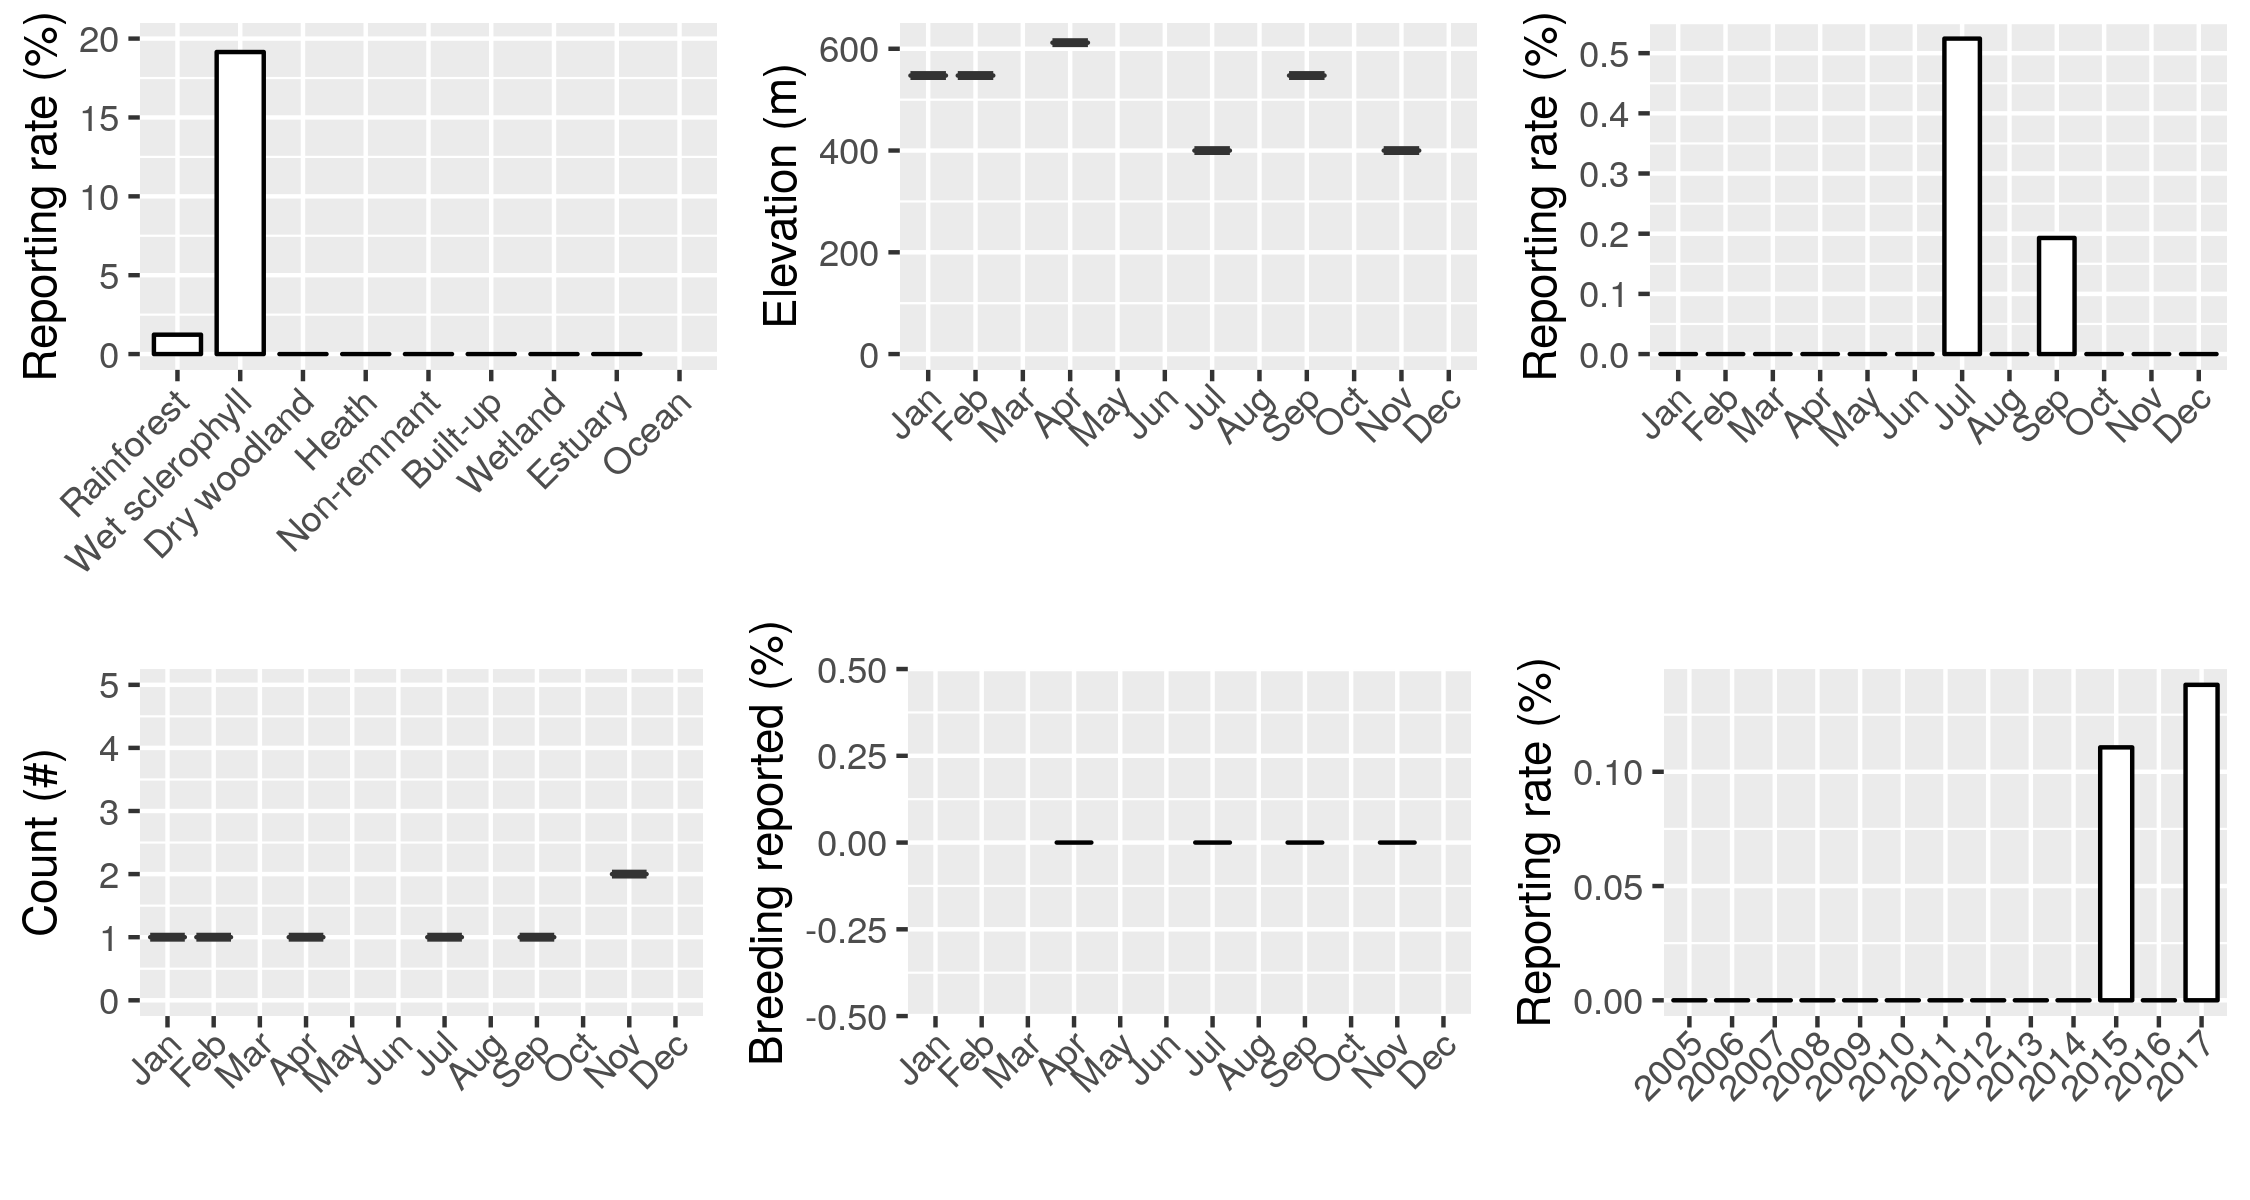 Reporting rate (%)
20
15
10
5
0
Rainforest
Wet sclerophyll
Dry woodland
Heath
Non-remnant
Built-up
Wetland
Estuary
Ocean
Elevation (m)
600
400
200
0
Jan
Feb
Mar
Apr
May
Jun
Jul
Aug
Sep
Oct
Nov
Dec
Reporting rate (%)
0.5
0.4
0.3
0.2
0.1
0.0
Jan
Feb
Mar
Apr
May
Jun
Jul
Aug
Sep
Oct
Nov
Dec
Count (#)
5
4
3
2
1
0
Jan
Feb
Mar
Apr
May
Jun
Jul
Aug
Sep
Oct
Nov
Dec
Breeding reported (%)
0.50
0.25
0.00
-0.25
-0.50
Jan
Feb
Mar
Apr
May
Jun
Jul
Aug
Sep
Oct
Nov
Dec
Reporting rate (%)
0.10
0.05
0.00
2005
2006
2007
2008
2009
2010
2011
2012
2013
2014
2015
2016
2017